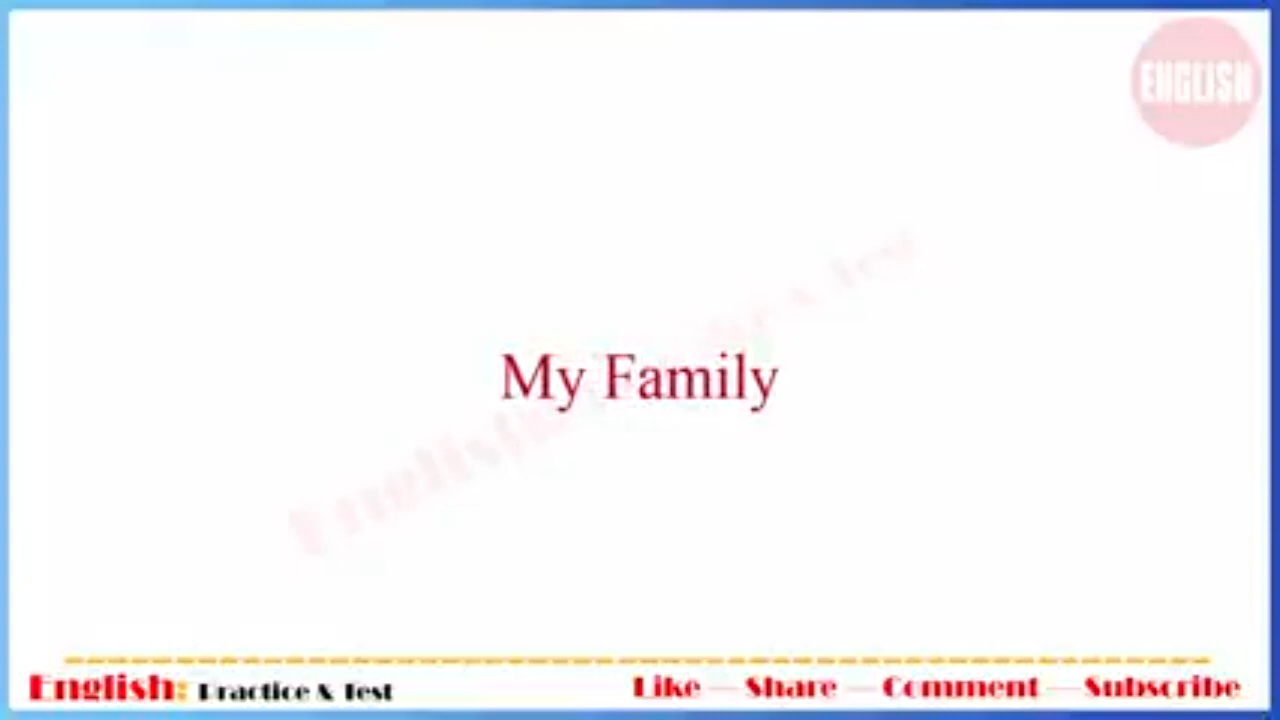 ENGLISH
My Family
English: Practice & Test
Like — Share — Comment — Subscribe